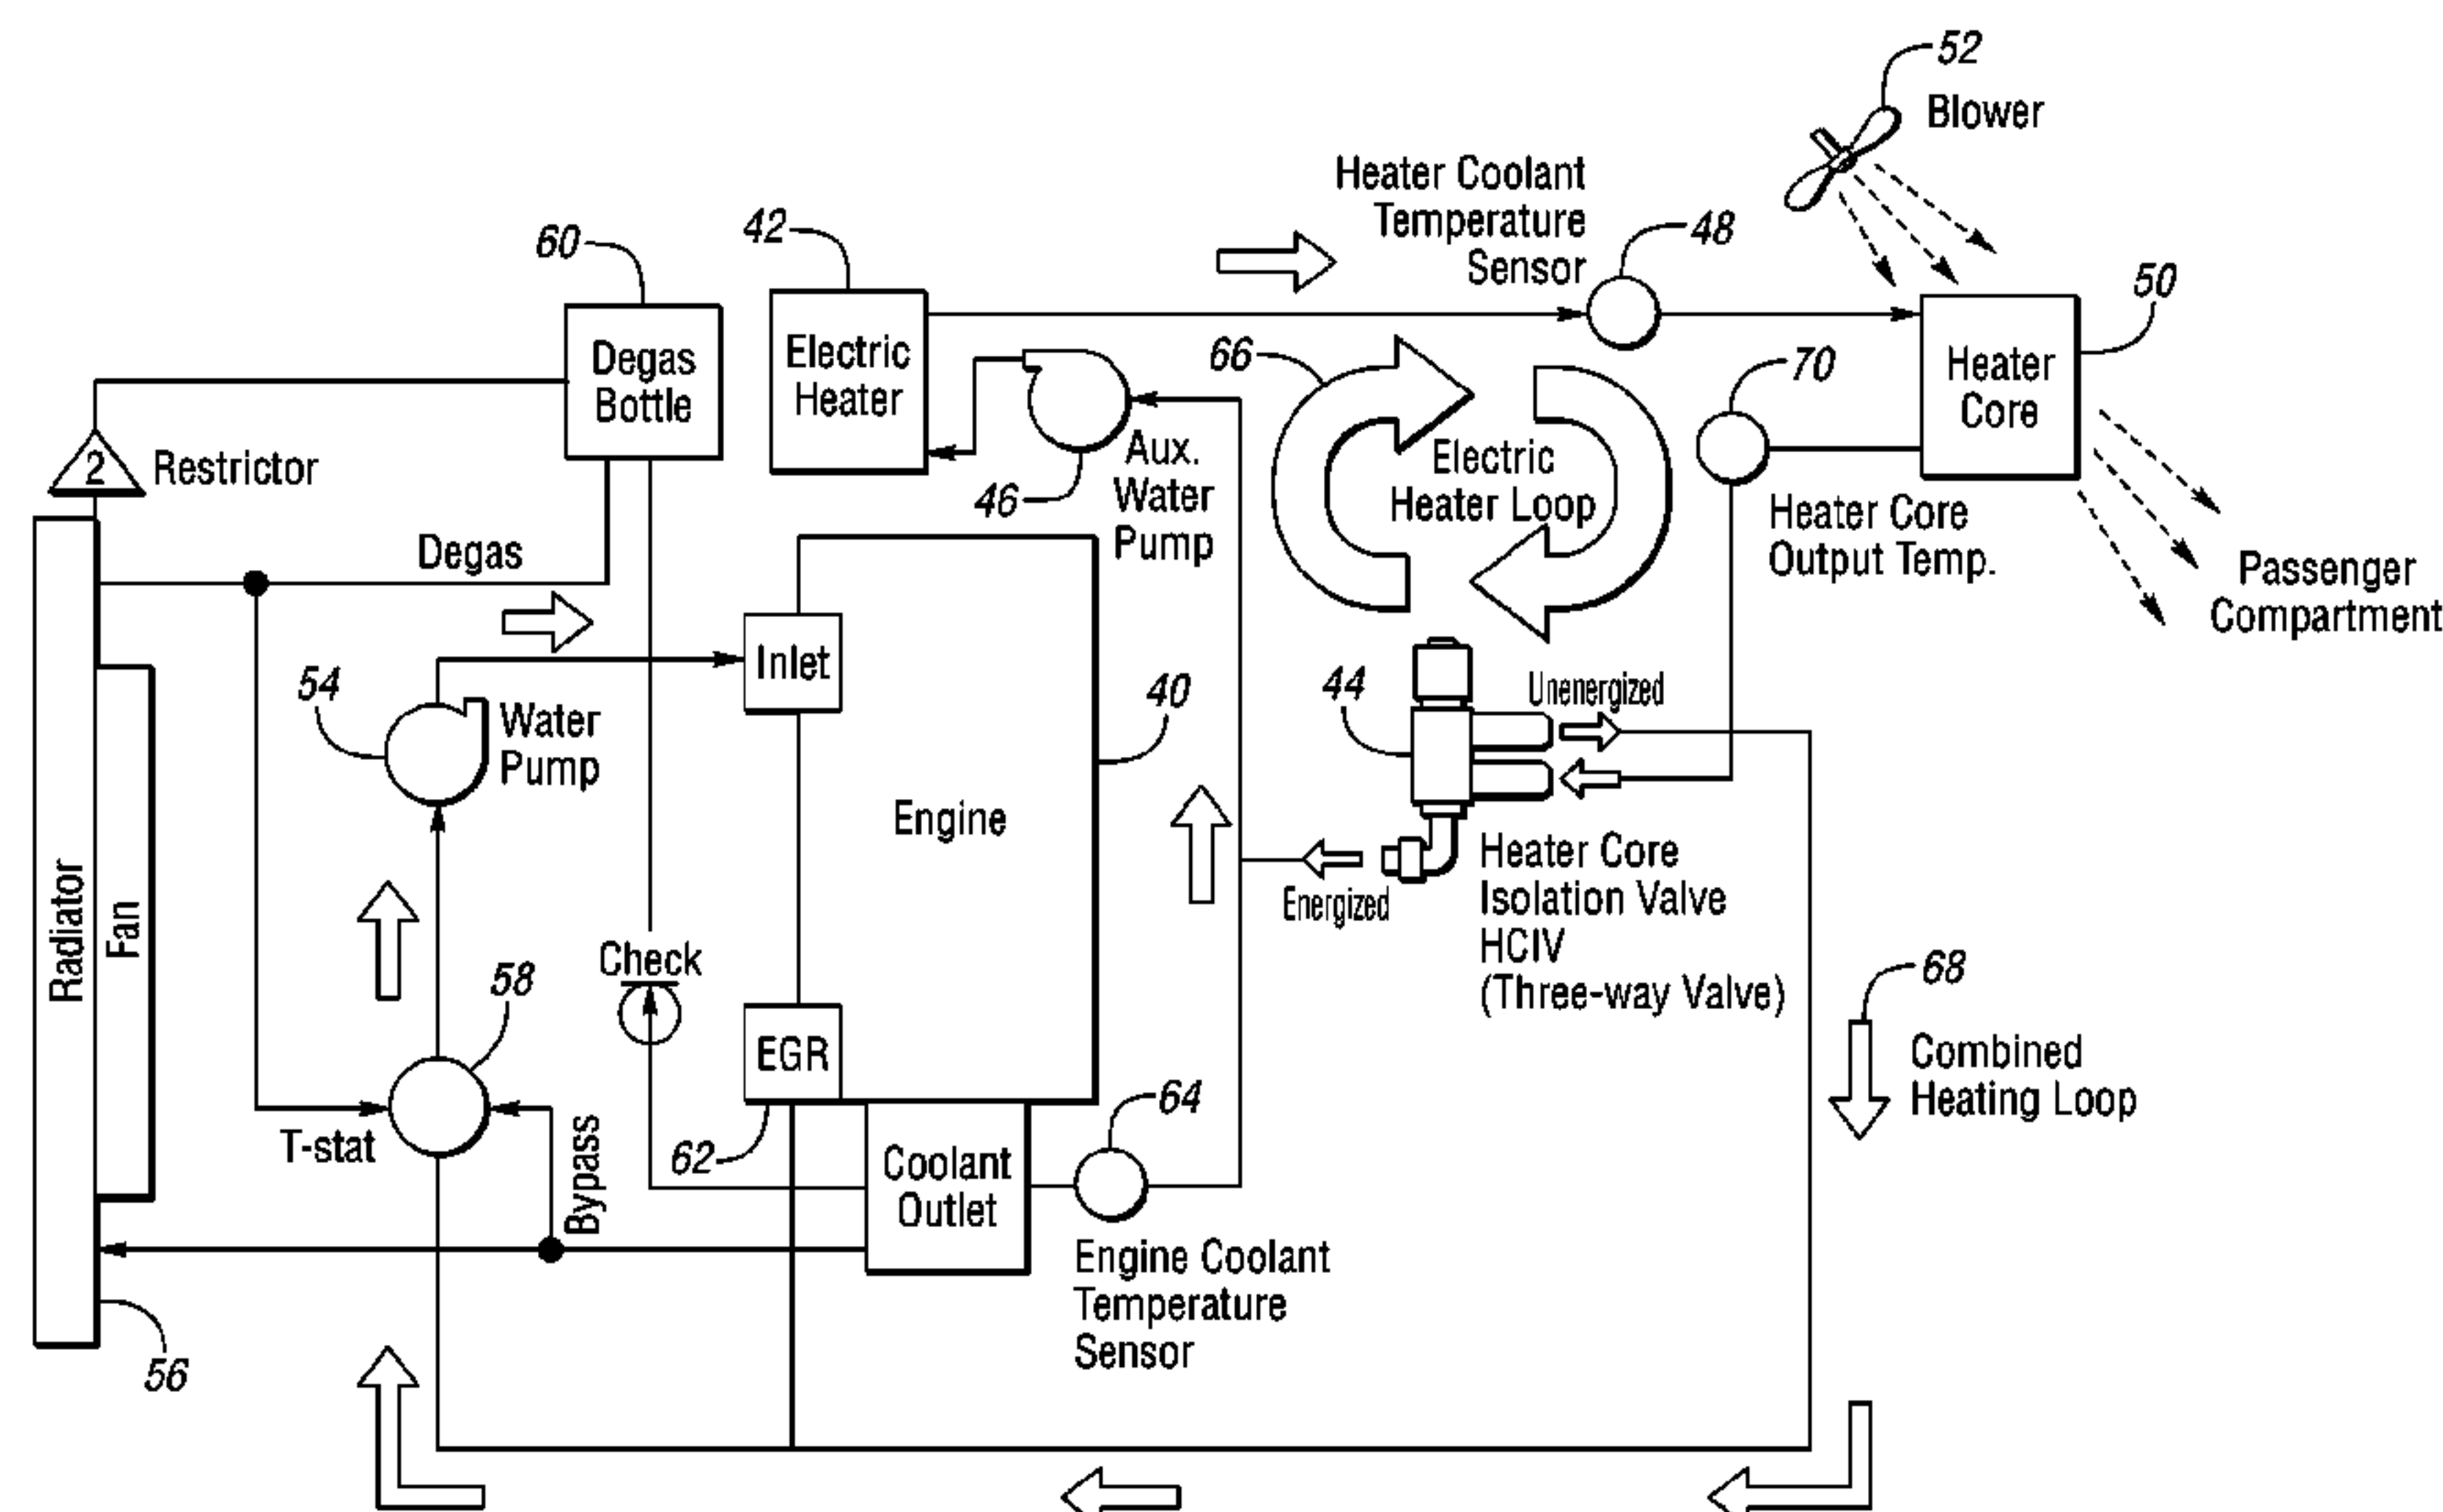 52
Blower
Heater Coolant
Temperature
Sensor
48
60
42
50
Degas
Bottle
Electric
Heater
66
70
Heater
Core
2
Restrictor
46
Aux.
Water
Pump
Electric
Heater Loop
Heater Core
Output Temp.
Passenger
Compartment
Degas
Inlet
54
Water
Pump
40
44
Unenergized
Engine
Radiator
Fan
Energized
Heater Core
Isolation Valve
HCIV
(Three-way Valve)
Check
58
68
Combined
Heating Loop
EGR
64
T-stat
Bypass
62
Coolant
Outlet
Engine Coolant
Temperature
Sensor
56